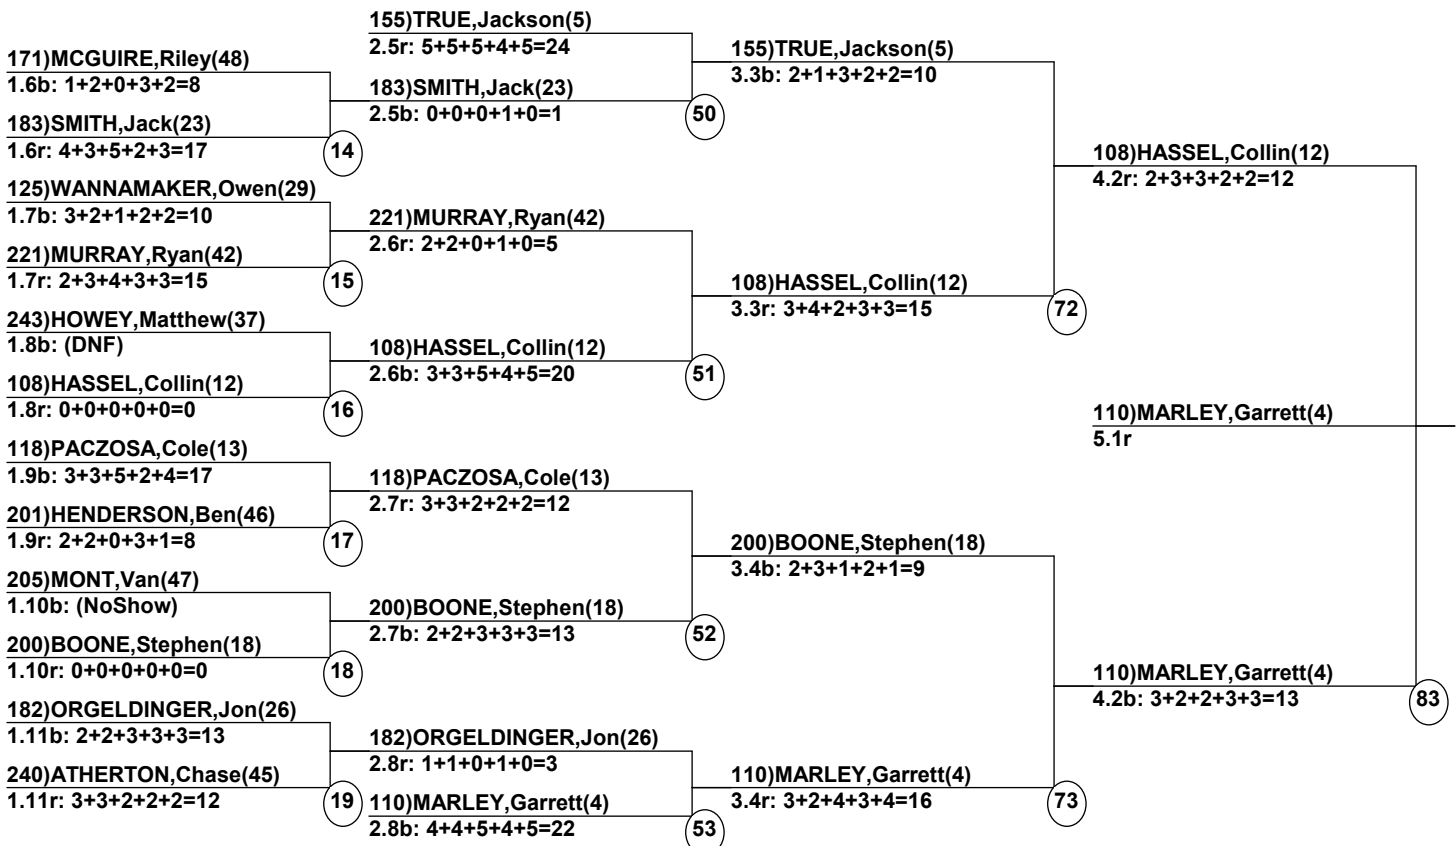 171)MCGUIRE,Riley(48)
1.6b: 1+2+0+3+2=8
183)SMITH,Jack(23)
1.6r: 4+3+5+2+3=17
14
125)WANNAMAKER,Owen(29)
1.7b: 3+2+1+2+2=10
221)MURRAY,Ryan(42)
1.7r: 2+3+4+3+3=15
15
243)HOWEY,Matthew(37)
1.8b: (DNF)
108)HASSEL,Collin(12)
1.8r: 0+0+0+0+0=0
16
118)PACZOSA,Cole(13)
1.9b: 3+3+5+2+4=17
201)HENDERSON,Ben(46)
1.9r: 2+2+0+3+1=8
17
205)MONT,Van(47)
1.10b: (NoShow)
200)BOONE,Stephen(18)
1.10r: 0+0+0+0+0=0
18
182)ORGELDINGER,Jon(26)
1.11b: 2+2+3+3+3=13
240)ATHERTON,Chase(45)
1.11r: 3+3+2+2+2=12
19
155)TRUE,Jackson(5)
2.5r: 5+5+5+4+5=24
183)SMITH,Jack(23)
2.5b: 0+0+0+1+0=1
50
221)MURRAY,Ryan(42)
2.6r: 2+2+0+1+0=5
108)HASSEL,Collin(12)
2.6b: 3+3+5+4+5=20
51
118)PACZOSA,Cole(13)
2.7r: 3+3+2+2+2=12
200)BOONE,Stephen(18)
2.7b: 2+2+3+3+3=13
52
182)ORGELDINGER,Jon(26)
2.8r: 1+1+0+1+0=3
110)MARLEY,Garrett(4)
2.8b: 4+4+5+4+5=22
53
155)TRUE,Jackson(5)
3.3b: 2+1+3+2+2=10
108)HASSEL,Collin(12)
3.3r: 3+4+2+3+3=15
72
200)BOONE,Stephen(18)
3.4b: 2+3+1+2+1=9
110)MARLEY,Garrett(4)
3.4r: 3+2+4+3+4=16
73
108)HASSEL,Collin(12)
4.2r: 2+3+3+2+2=12
110)MARLEY,Garrett(4)
5.1r
110)MARLEY,Garrett(4)
4.2b: 3+2+2+3+3=13
83